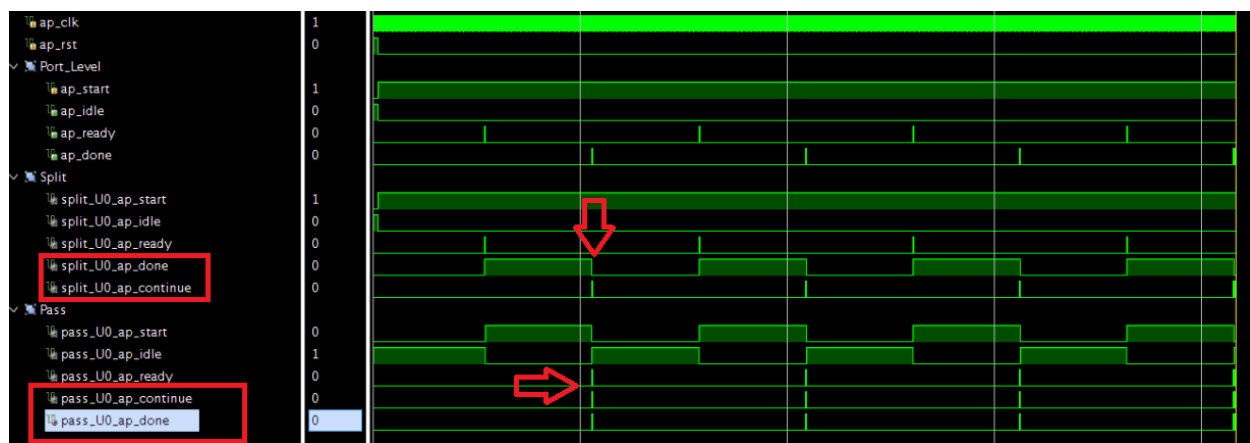 ap_clk 1
ap_rst 0
Port_Level
ap_start 1
ap_idle 0
ap_ready 0
ap_done 0
Split
split_U0_ap_start 1
split_U0_ap_idle 0
split_U0_ap_ready 0
split_U0_ap_done 0
split_U0_ap_continue 0
Pass
pass_U0_ap_start 0
pass_U0_ap_idle 1
pass_U0_ap_ready 0
pass_U0_ap_continue 0
pass_U0_ap_done 0